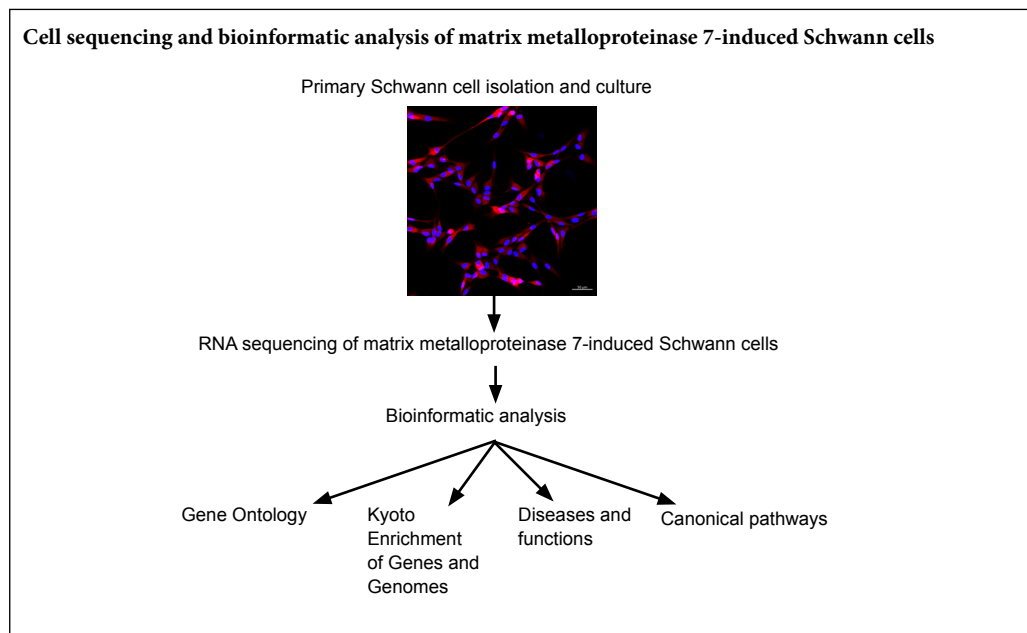 Cell sequencing and bioinformatic analysis of matrix metalloproteinase 7-induced Schwann cells
Primary Schwann cell isolation and culture
RNA sequencing of matrix metalloproteinase 7-induced Schwann cells
Bioinformatic analysis
Gene Ontology
Kyoto
Enrichment
of Genes and
Genomes
Diseases and
functions
Canonical pathways